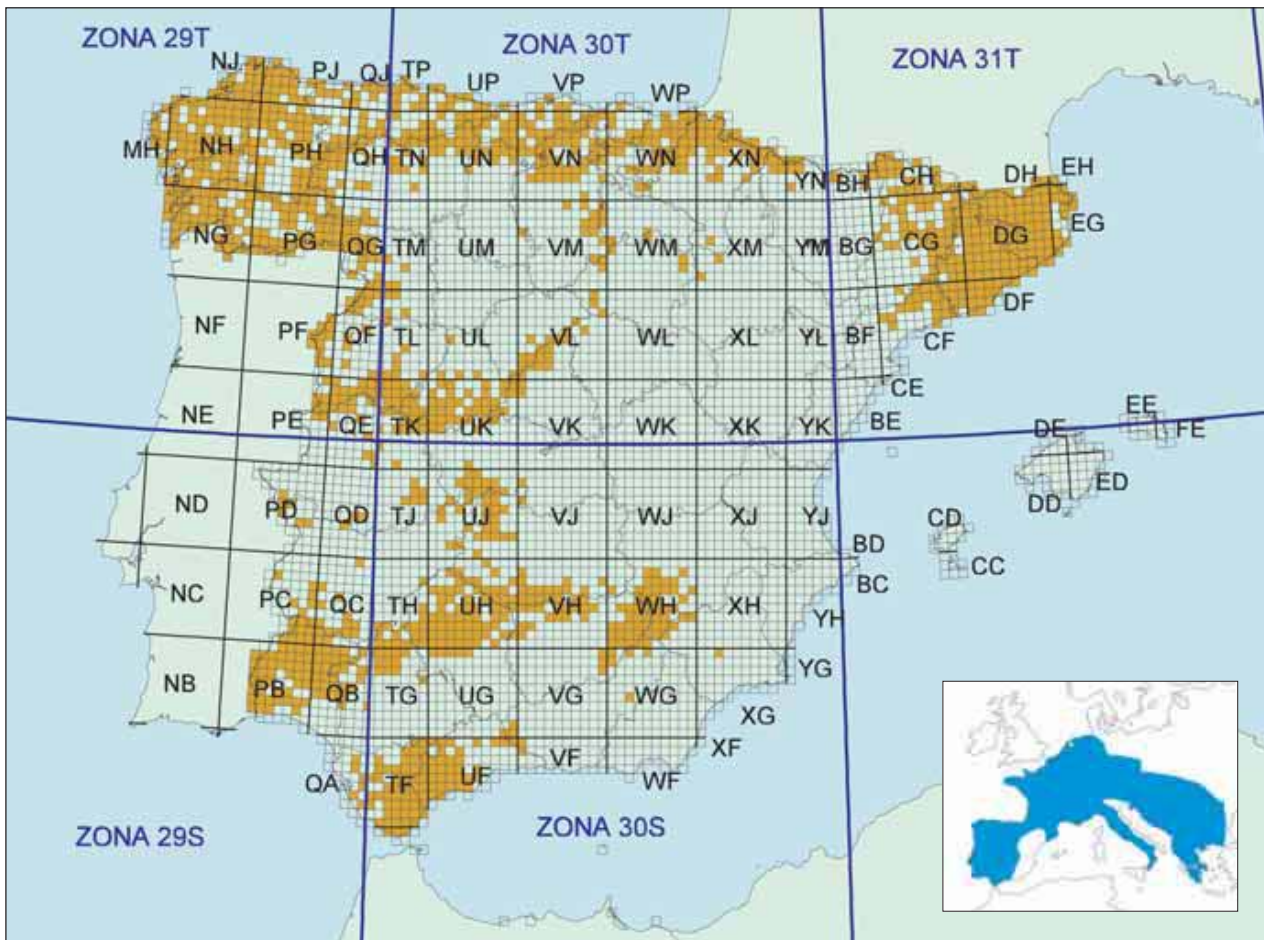 ZONA 29T ZONA 30T ZONA 31T
NJ PJ QJ TP UP VP WP
MH NH PH QH TN UN VN WN XN YN BH CH DH EH
NG PG QG TM UM VM WM XM YM BG CG DG EG
NF PF QF TL UL VL WL XL YL BF CF DF
NE PE QE TK UK VK WK XK YK BE CE DE EE FE
ND PD QD TJ UJ VJ WJ XJ YJ BD CD DD ED
NC PC QC TH UH VH WH XH YH BC CC
NB PB QB TG UG VG WG XG YG
QA TF UF VF WF XF
ZONA 29S ZONA 30S